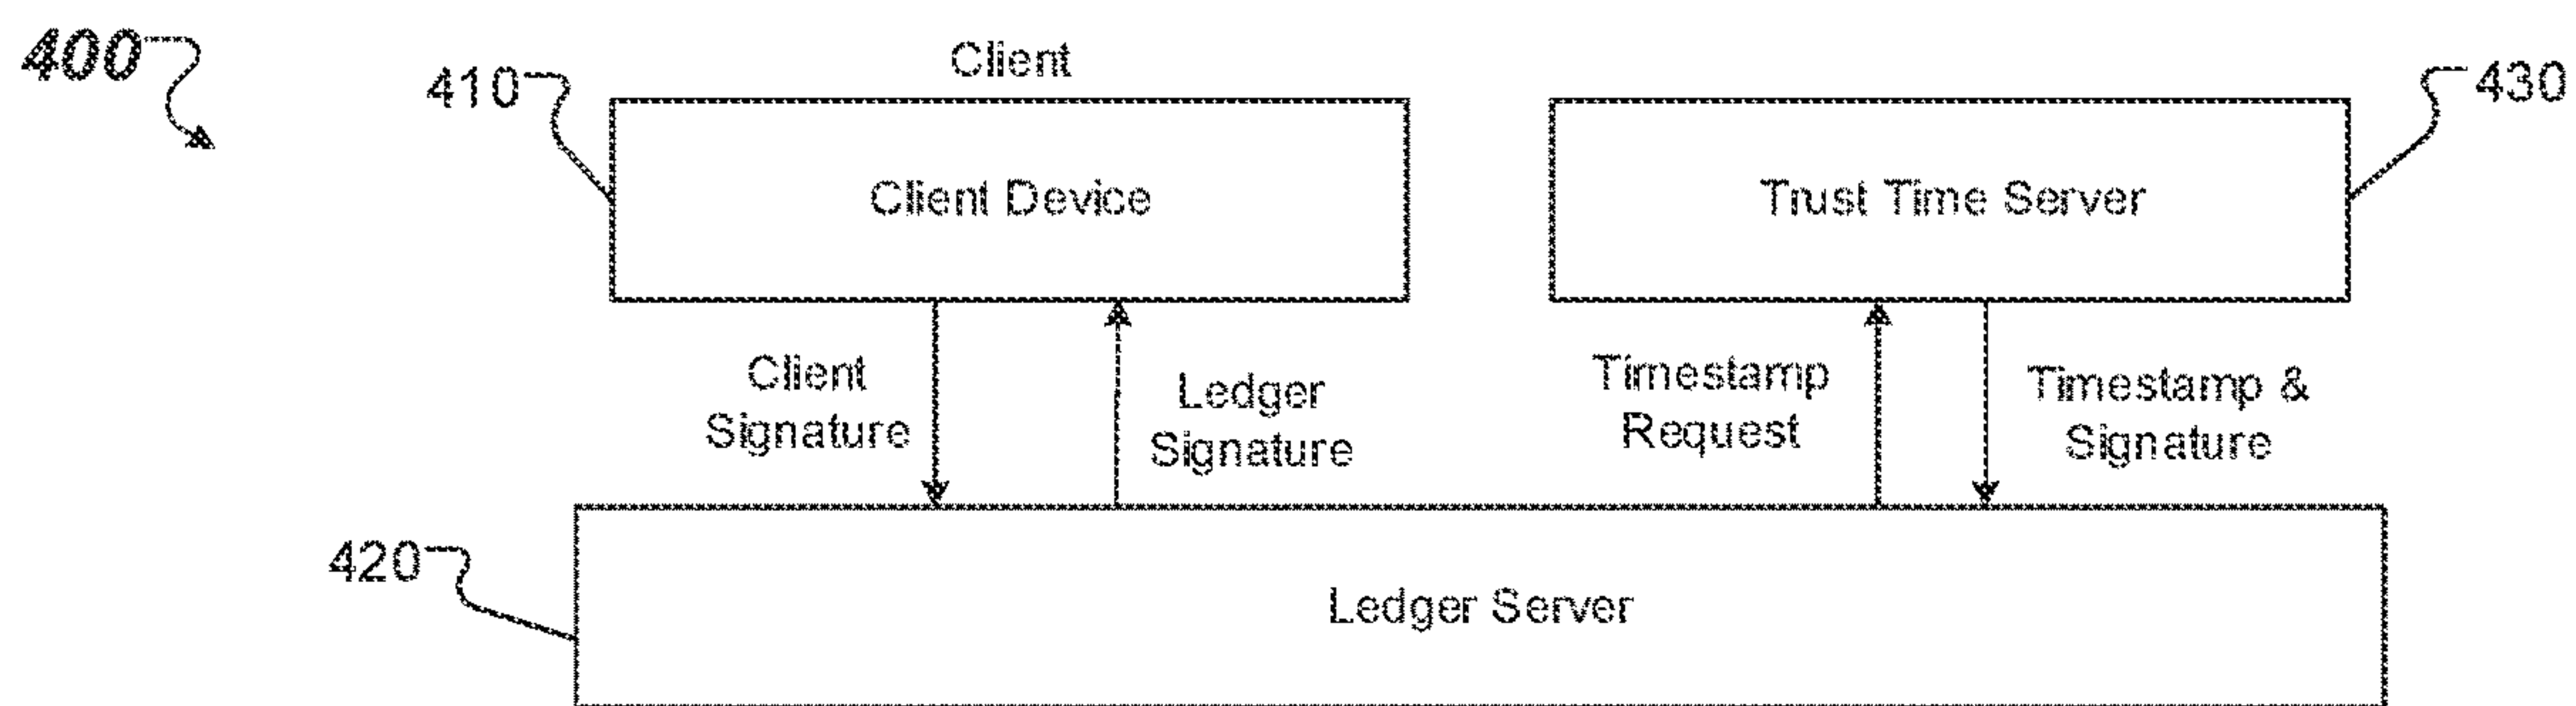 400
Client
410
430
Client Device
Trust Time Server
Client
Signature
Ledger
Signature
Timestamp
Request
Timestamp &
Signature
420
Ledger Server